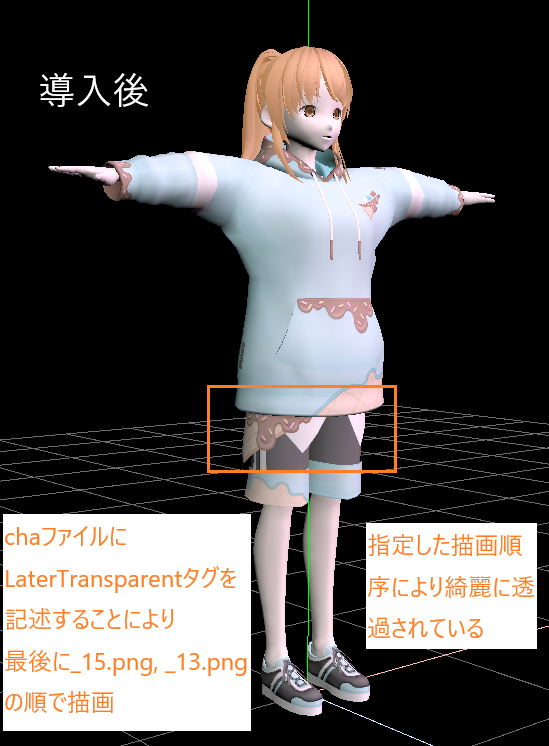 導入後
chaファイルに
LaterTransparentタグを
記述することにより
最後に_15.png, _13.png
の順で描画
指定した描画順
序により綺麗に透
過されている